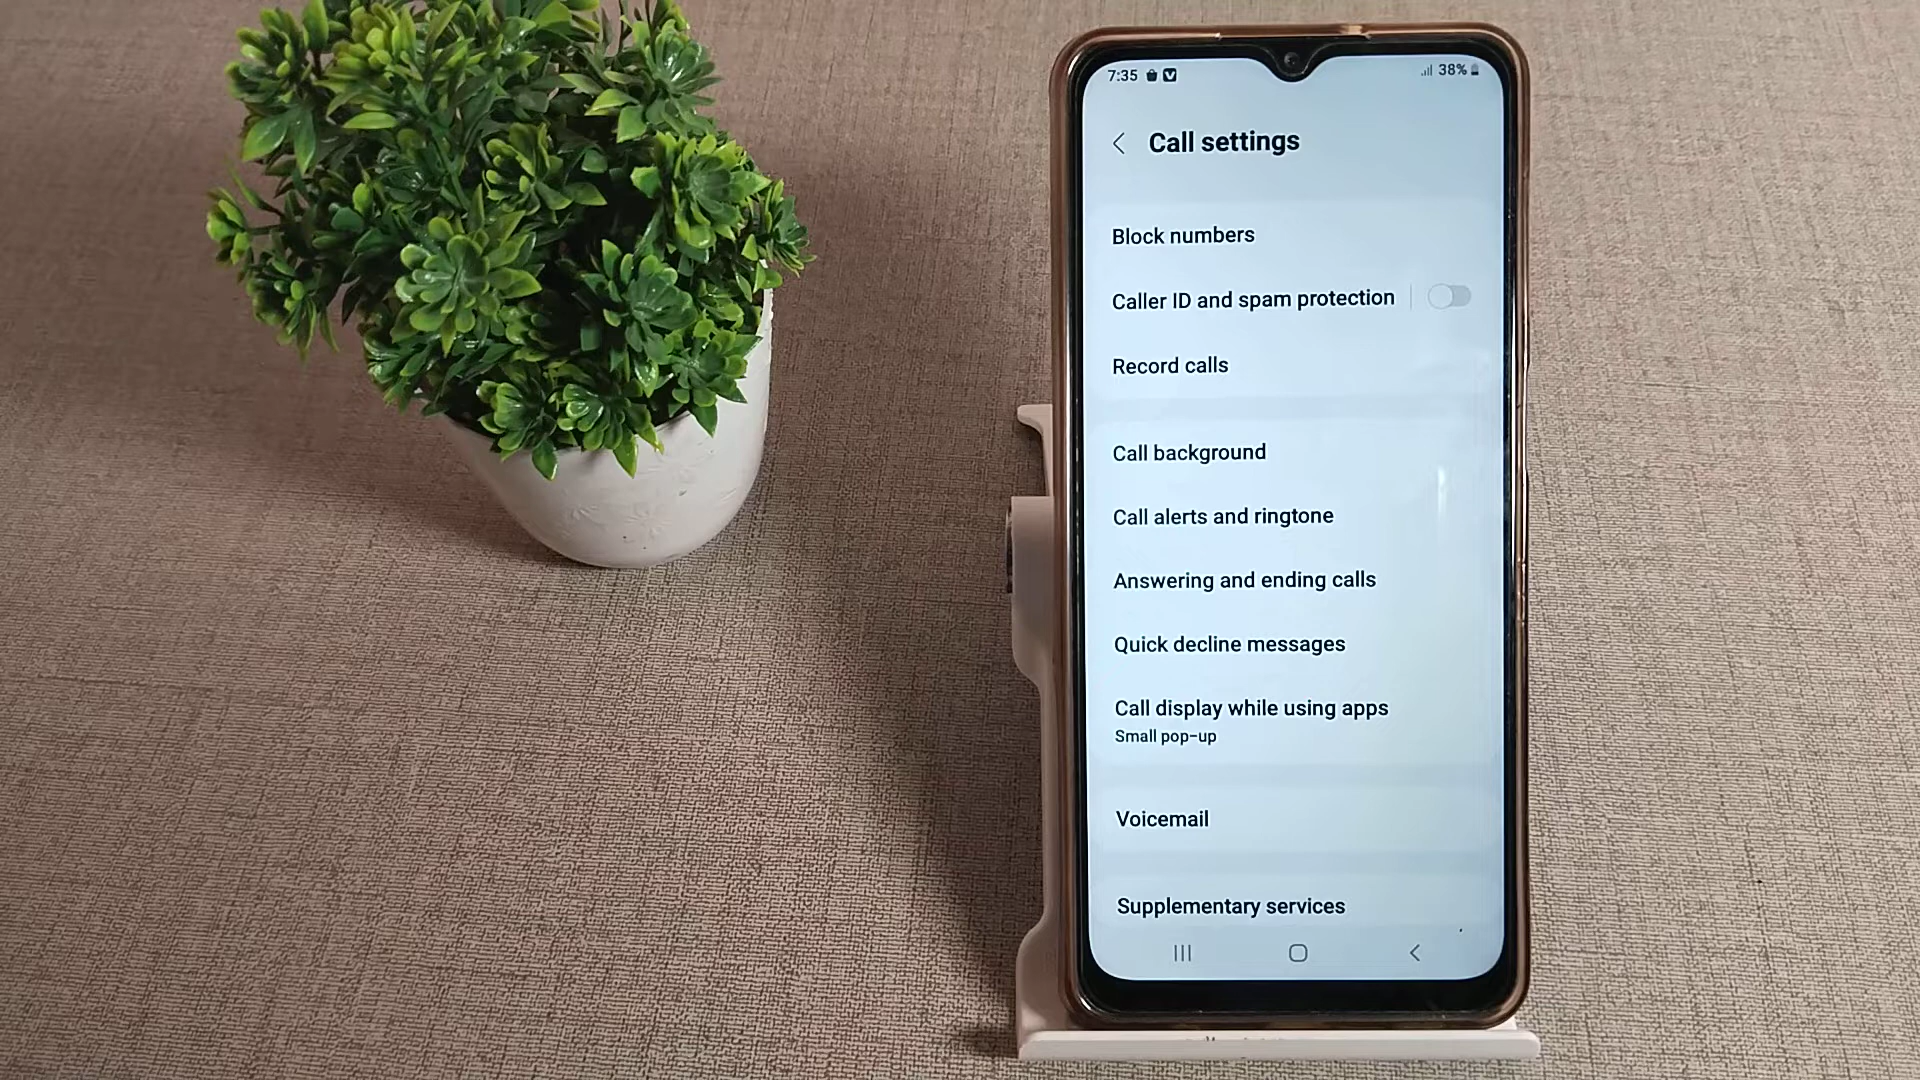 7:35
38%
Call settings
Block numbers
Caller ID and spam protection
Record calls
Call background
Call alerts and ringtone
Answering and ending calls
Quick decline messages
Call display while using apps
Small pop-up
Voicemail
Supplementary services